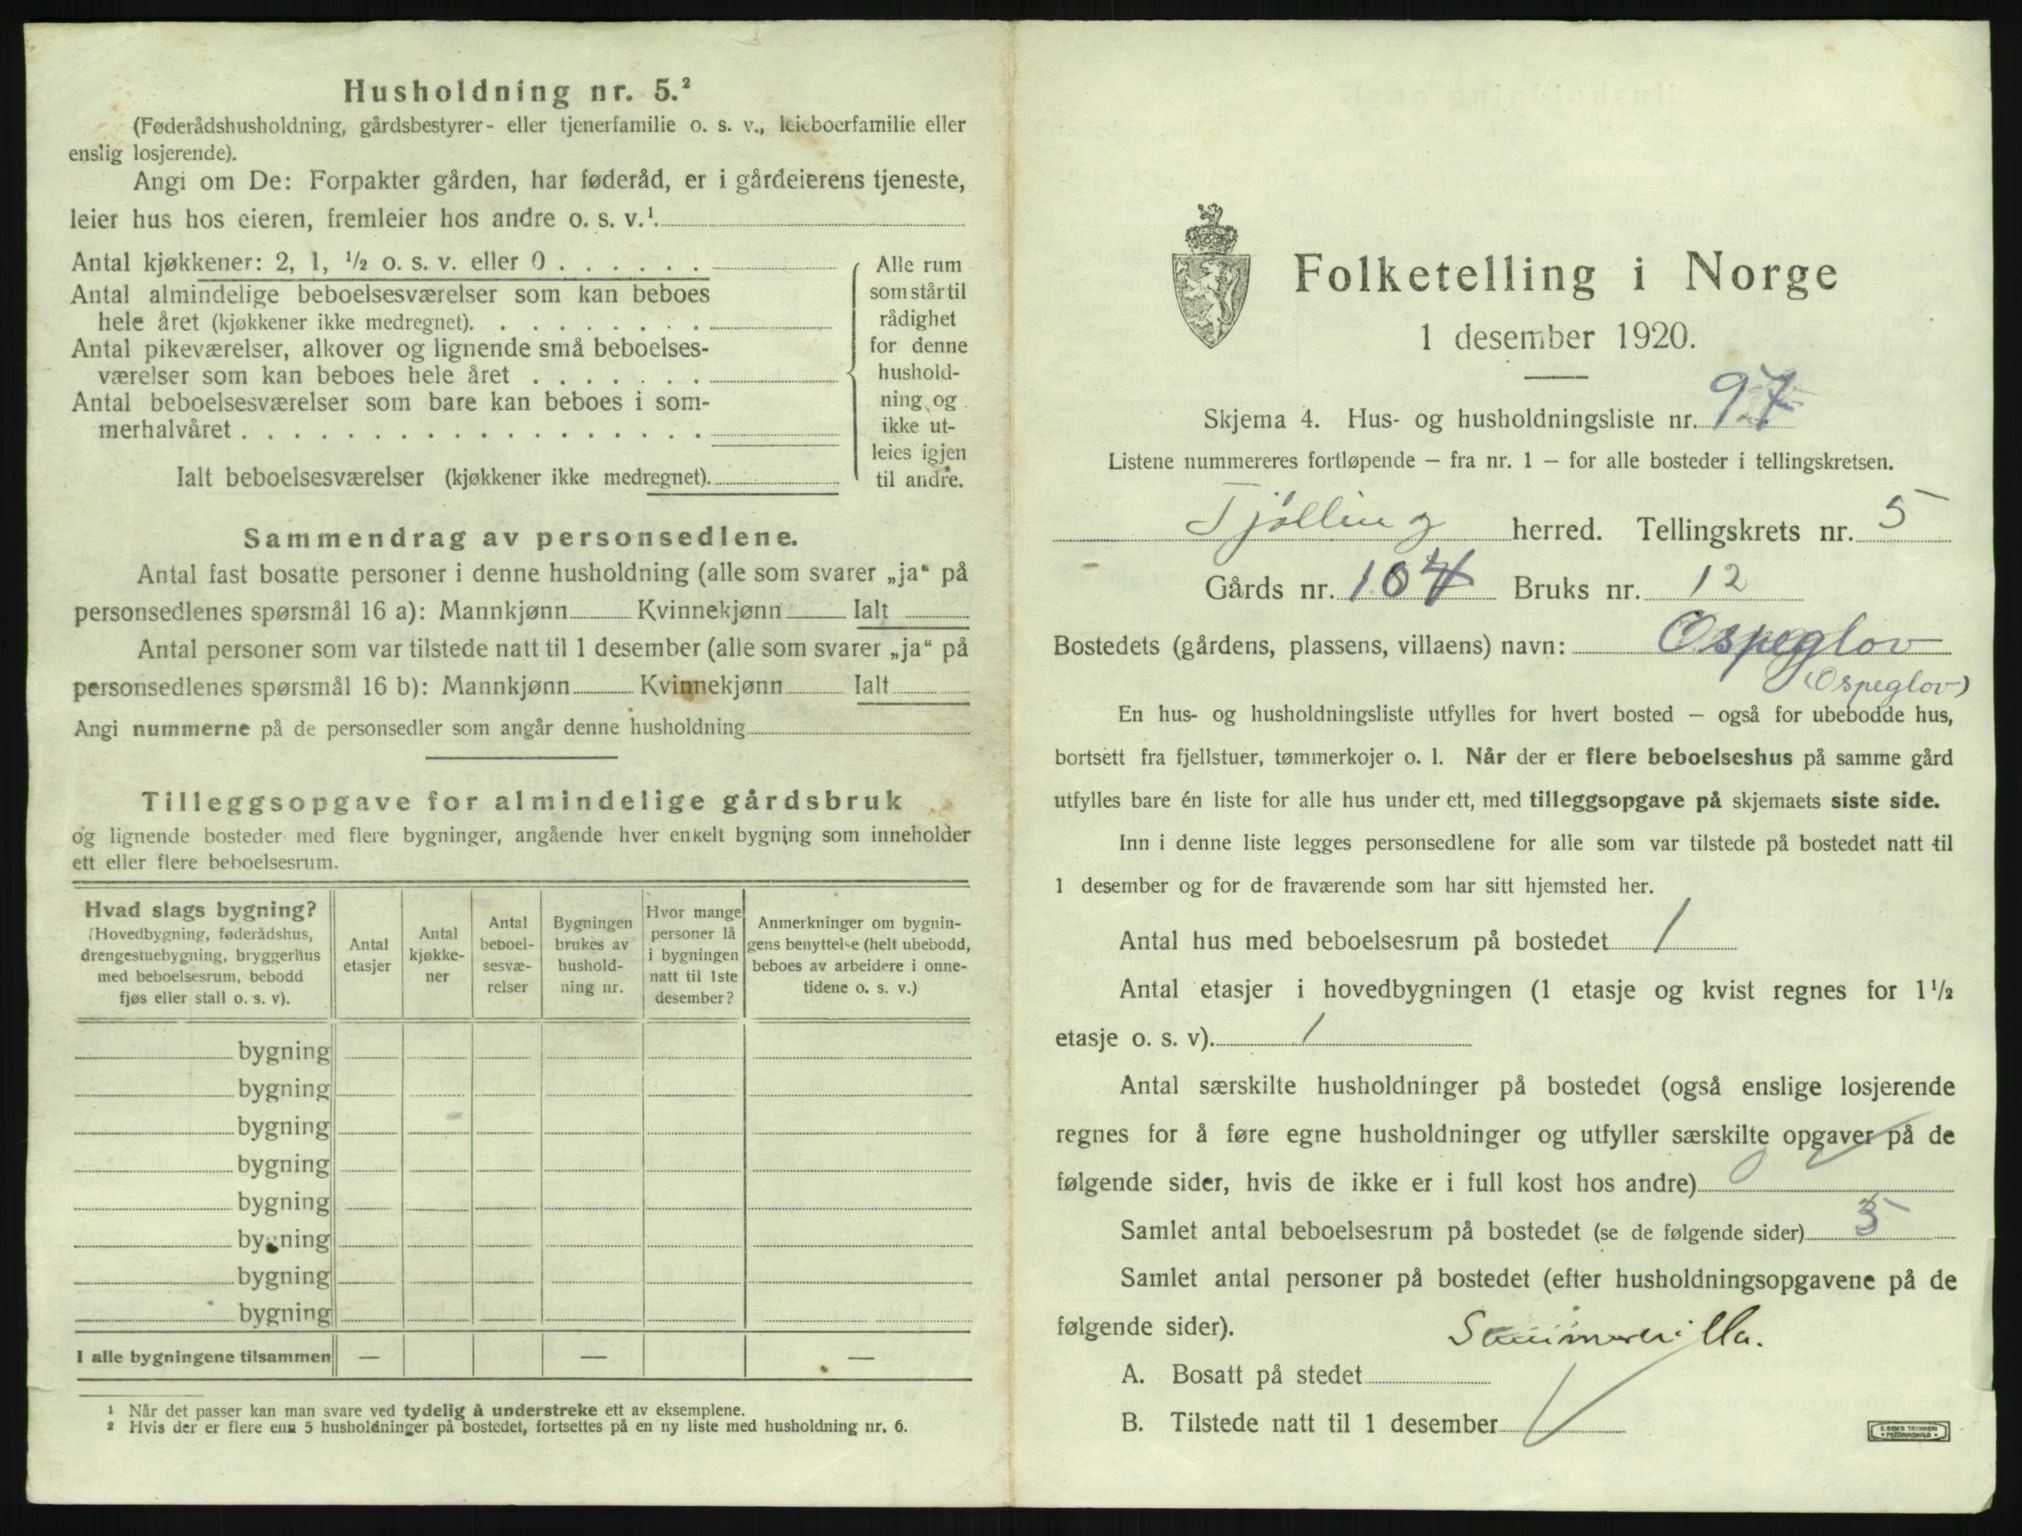 Husholdning nr. 5.²
(Føderådshusholdning, gårdsbestyrer- eller tjenerfamilie o. s. v., leieboerfamilie eller
enslig losjerende).
Angi om De: Forpakter gården, har føderåd, er i gårdeierens tjeneste,
leier hus hos eieren, fremleier hos andre o. s. v.¹
Antal kjøkkener: 2, 1, ½ o. s. v. eller 0 . . . . . .
Antal almindelige beboelsesværelser som kan beboes
hele året (kjøkkener ikke medregnet). . . . . . . . .
Antal pikeværelser, alkover og lignende små beboelses-
værelser som kan beboes hele året . . . . . . .
Antal beboelsesværelser som bare kan beboes i som-
merhalvåret . . . . . . . . . . . . . . . . . .
Ialt beboelsesværelser (kjøkkener ikke medregnet).
Alle rum
som står til
rådighet
for denne
hushold-
ning og
ikke ut-
leies igjen
til andre.
Sammendrag av personsedlene.
Antal fast bosatte personer i denne husholdning (alle som svarer „ja“ på
personsedlenes spørsmål 16 a): Mannkjønn Kvinnekjønn Ialt
Antal personer som var tilstede natt til 1 desember (alle som svarer „ja“ på
personsedlenes spørsmål 16 b): Mannkjønn Kvinnekjønn Ialt
Angi nummerne på de personsedler som angår denne husholdning
Tilleggsopgave for almindelige gårdsbruk
og lignende bosteder med flere bygninger, angående hver enkelt bygning som inneholder
ett eller flere beboelsesrum.
Hvad slags bygning?
(Hovedbygning, føderådshus,
drengestuebygning, bryggerhus
med beboelsesrum, bebodd
fjøs eller stall o. s. v).
Antal
etasjer
Antal
kjøkke-
ner
Antal
beboel-
sesvæ-
relser
Bygningen
brukes av
hushold-
ning nr.
Hvor mange
personer lå
i bygningen
natt til 1ste
desember?
Anmerkninger om bygnin-
gens benyttelse (helt ubebodd,
beboes av arbeidere i onne-
tidene o. s. v.)
bygning
bygning
bygning
bygning
bygning
bygning
bygning
bygning
I alle bygningene tilsammen — — —
¹ Når det passer kan man svare ved tydelig å understreke ett av eksemplene.
² Hvis der er flere enn 5 husholdninger på bostedet, fortsettes på en ny liste med husholdning nr. 6.
Folketelling i Norge
1 desember 1920.
Skjema 4. Hus- og husholdningsliste nr. 97
Listene nummereres fortløpende – fra nr. 1 – for alle bosteder i tellingskretsen.
Tjølling herred. Tellingskrets nr. 5
Gårds nr. 104 Bruks nr. 12
Bostedets (gårdens, plassens, villaens) navn: Ospeglov
(Ospeglov)
En hus- og husholdningsliste utfylles for hvert bosted – også for ubebodde hus,
bortsett fra fjellstuer, tømmerkojer o. l. Når der er flere beboelseshus på samme gård
utfylles bare én liste for alle hus under ett, med tilleggsopgave på skjemaets siste side.
Inn i denne liste legges personsedlene for alle som var tilstede på bostedet natt til
1 desember og for de fraværende som har sitt hjemsted her.
Antal hus med beboelsesrum på bostedet 1
Antal etasjer i hovedbygningen (1 etasje og kvist regnes for 1½
etasje o. s. v). 1
Antal særskilte husholdninger på bostedet (også enslige losjerende
regnes for å føre egne husholdninger og utfyller særskilte opgaver på de
følgende sider, hvis de ikke er i full kost hos andre)
Samlet antal beboelsesrum på bostedet (se de følgende sider)
Samlet antal personer på bostedet (efter husholdningsopgavene på de
følgende sider). Sommervilla.
A. Bosatt på stedet
B. Tilstede natt til 1 desember